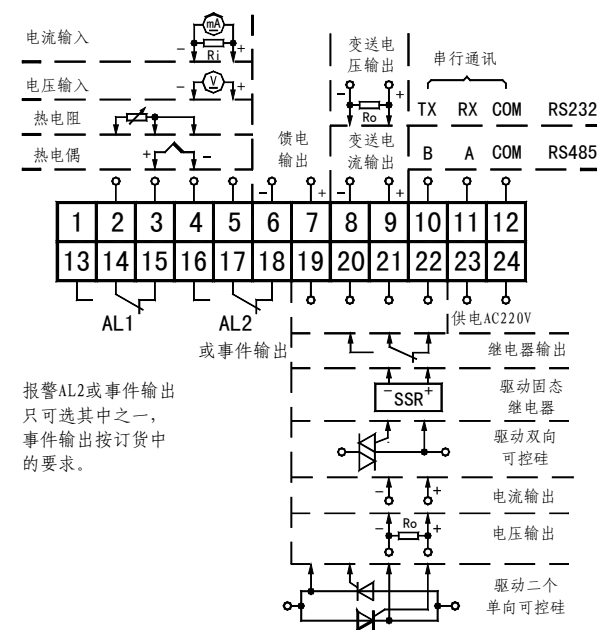 电流输入
mA
- Ri +
电压输入
- V +
热电阻
热电偶
+ -
馈电
输出
- +
变送电
压输出
- +
Ro
变送电
流输出
- +
串行通讯
TX RX COM RS232
B A COM RS485
1 2 3 4 5 6 7 8 9 10 11 12
13 14 15 16 17 18 19 20 21 22 23 24
AL1
AL2
或事件输出
供电AC220V
继电器输出
- SSR +
驱动固态
继电器
驱动双向
可控硅
- + 电流输出
- Ro + 电压输出
驱动二个
单向可控硅
报警AL2或事件输出
只可选其中之一,
事件输出按订货中
的要求。